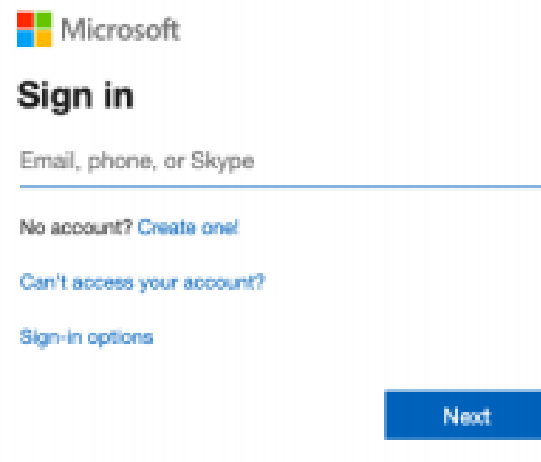 Microsoft
Sign in
Email, phone, or Skype
No account? Create one!
Can't access your account?
Sign-in options
Next